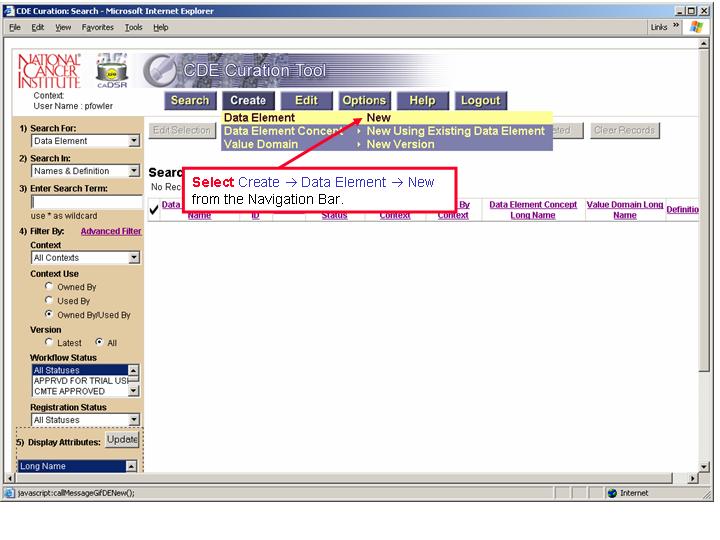 CDE Curation: Search - Microsoft Internet Explorer
File Edit View Favorites Tools Help
Links »
NATIONAL
CANCER
INSTITUTE
caDSR
CDE Curation Tool
Context:
User Name : pfowler
Search Create Edit Options Help Logout
Data Element New
Data Element Concept New Using Existing Data Element
Value Domain New Version
1) Search For:
Data Element
Edit Selection
Clear Records
2) Search In:
Names & Definition
3) Enter Search Term:
use * as wildcard
Select Create → Data Element → New
from the Navigation Bar.
Data Element Concept
Long Name
Value Domain Long
Name
Definitio
Name
ID
Status
Context
By
Context
4) Filter By: Advanced Filter
Context
All Contexts
Context Use
Owned By
Used By
Owned By/Used By
Version
Latest All
Workflow Status
All Statuses
APPRVD FOR TRIAL USE
CMTE APPROVED
Registration Status
All Statuses
5) Display Attributes: Update
Long Name
javascript:callMessageGifDENew();
Internet